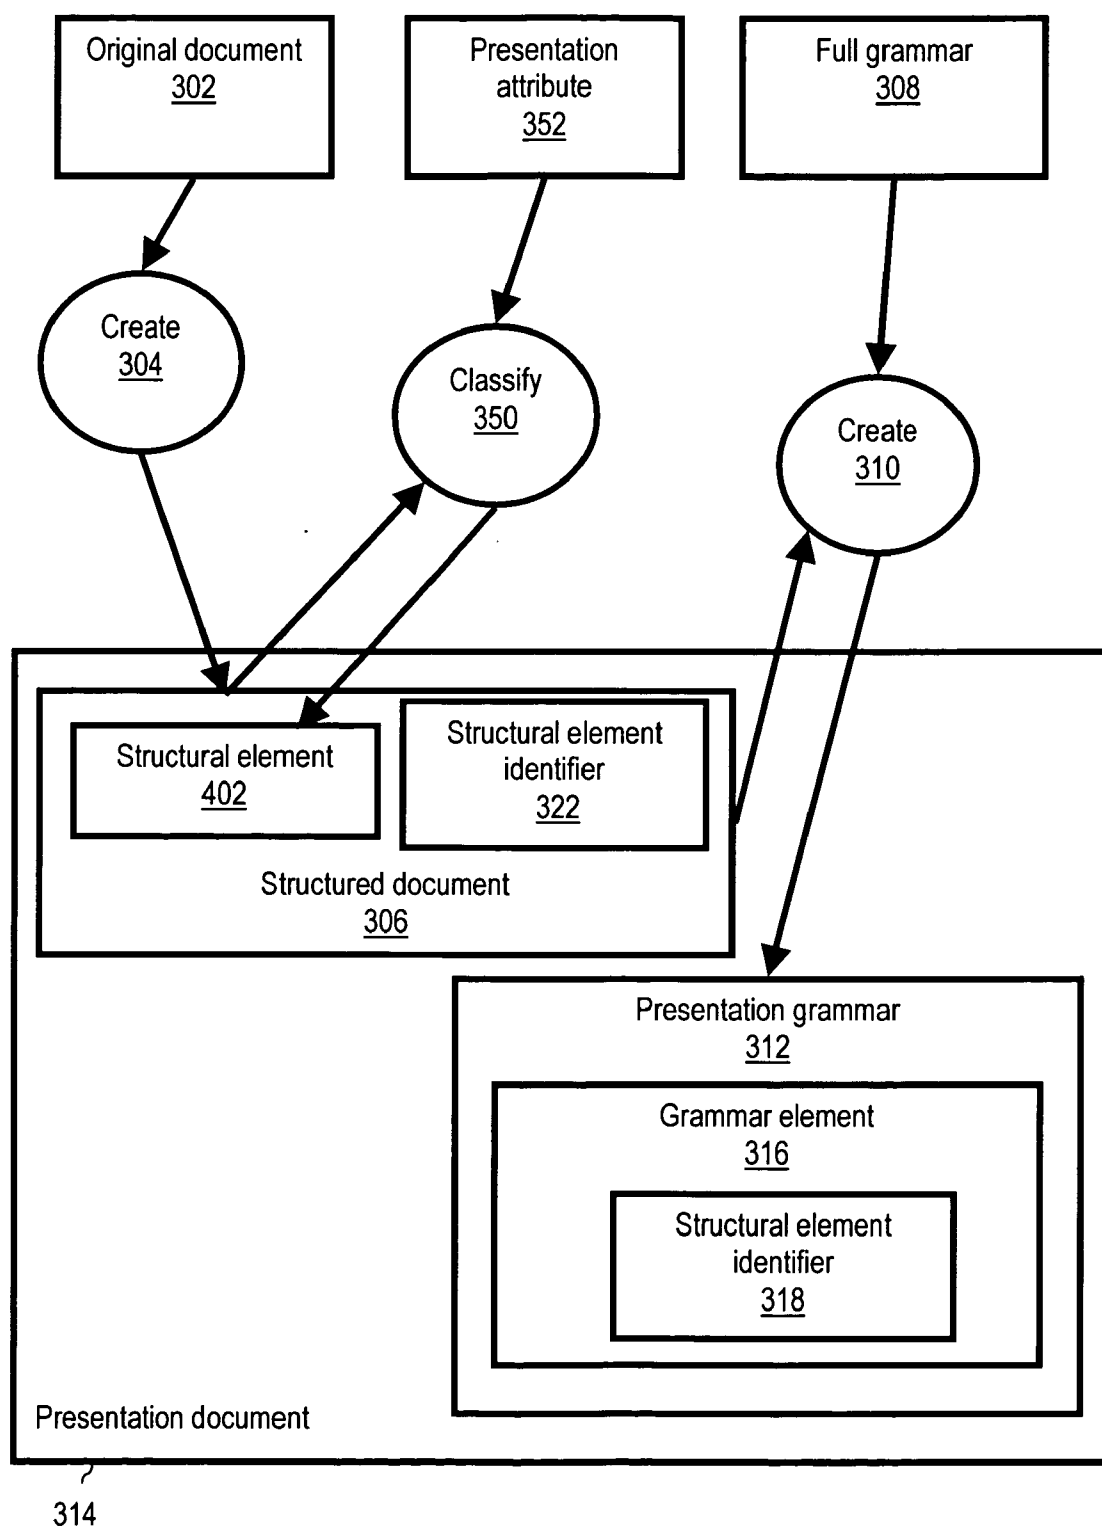 Original document
302
Presentation
attribute
352
Full grammar
308
Create
304
Classify
350
Create
310
Structural element
402
Structural element
identifier
322
Structured document
306
Presentation grammar
312
Grammar element
316
Structural element
identifier
318
Presentation document
314